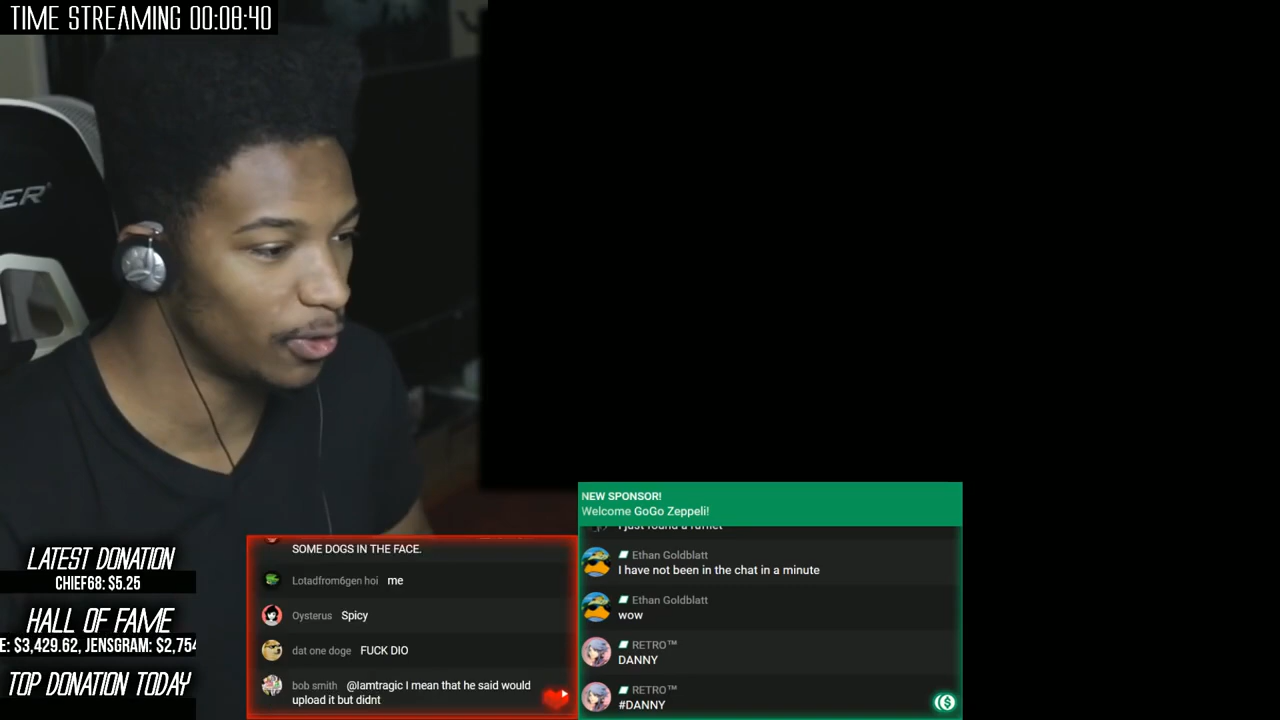 TIME STREAMING 00:08:40
ER
NEW SPONSOR!
Welcome GoGo Zeppeli!
I just found a
SOME DOGS IN THE FACE.
Lotadfrom6gen hoi me
Oysterus Spicy
dat one doge FUCK DIO
bob smith @Iamtragic I mean that he said would
upload it but didnt
Ethan Goldblatt
I have not been in the chat in a minute
Ethan Goldblatt
wow
RETRO™
DANNY
RETRO™
#DANNY
LATEST DONATION
CHIEF68: $5.25
HALL OF FAME
E: $3,429.62, JENSGRAM: $2,754
TOP DONATION TODAY